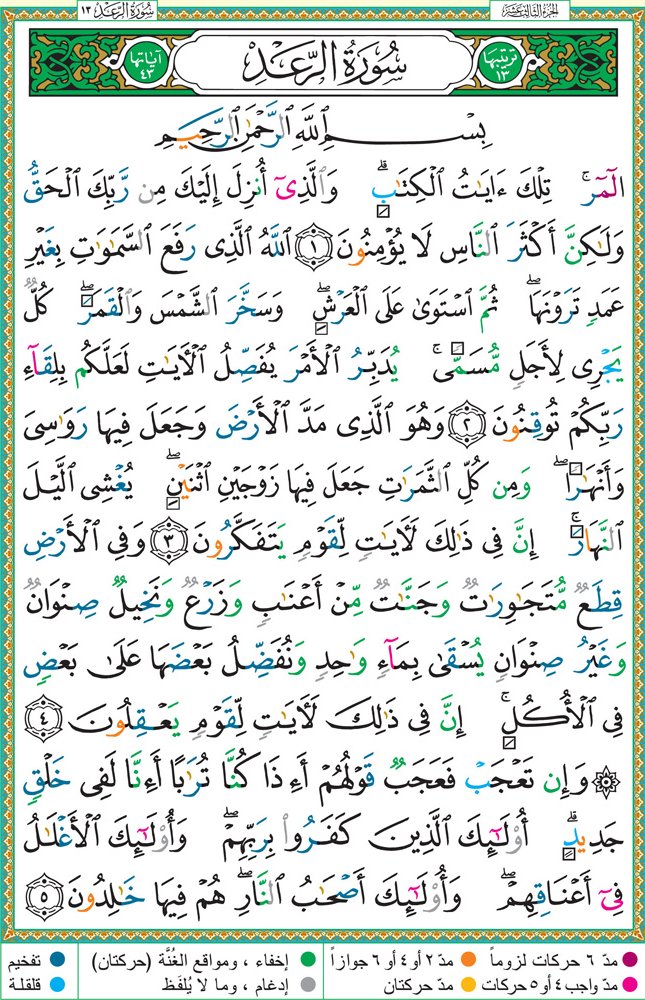 الجزء الثالث عشر
سورة الرعد ١٣
ترتيبها ١٣
سُورَةُ الرَّعْدِ
آياتها ٤٣
بِسْمِ ٱللَّهِ ٱلرَّحْمَٰنِ ٱلرَّحِيمِ
الٓمٓر ۚ تِلْكَ ءَايَٰتُ ٱلْكِتَٰبِ ۗ وَٱلَّذِىٓ أُنزِلَ إِلَيْكَ مِن رَّبِّكَ ٱلْحَقُّ
وَلَٰكِنَّ أَكْثَرَ ٱلنَّاسِ لَا يُؤْمِنُونَ ١ ٱللَّهُ ٱلَّذِى رَفَعَ ٱلسَّمَٰوَٰتِ بِغَيْرِ
عَمَدٍ تَرَوْنَهَا ۖ ثُمَّ ٱسْتَوَىٰ عَلَى ٱلْعَرْشِ ۖ وَسَخَّرَ ٱلشَّمْسَ وَٱلْقَمَرَ ۖ كُلٌّ
يَجْرِى لِأَجَلٍ مُّسَمًّى ۚ يُدَبِّرُ ٱلْأَمْرَ يُفَصِّلُ ٱلْءَايَٰتِ لَعَلَّكُم بِلِقَآءِ
رَبِّكُمْ تُوقِنُونَ ٢ وَهُوَ ٱلَّذِى مَدَّ ٱلْأَرْضَ وَجَعَلَ فِيهَا رَوَٰسِىَ
وَأَنْهَٰرًا ۖ وَمِن كُلِّ ٱلثَّمَرَٰتِ جَعَلَ فِيهَا زَوْجَيْنِ ٱثْنَيْنِ ۖ يُغْشِى ٱلَّيْلَ
ٱلنَّهَارَ ۚ إِنَّ فِى ذَٰلِكَ لَءَايَٰتٍ لِّقَوْمٍ يَتَفَكَّرُونَ ٣ وَفِى ٱلْأَرْضِ
قِطَعٌ مُّتَجَٰوِرَٰتٌ وَجَنَّٰتٌ مِّنْ أَعْنَٰبٍ وَزَرْعٌ وَنَخِيلٌ صِنْوَانٌ
وَغَيْرُ صِنْوَانٍ يُسْقَىٰ بِمَآءٍ وَٰحِدٍ وَنُفَضِّلُ بَعْضَهَا عَلَىٰ بَعْضٍ
فِى ٱلْأُكُلِ ۚ إِنَّ فِى ذَٰلِكَ لَءَايَٰتٍ لِّقَوْمٍ يَعْقِلُونَ ٤
۞ وَإِن تَعْجَبْ فَعَجَبٌ قَوْلُهُمْ أَءِذَا كُنَّا تُرَٰبًا أَءِنَّا لَفِى خَلْقٍ
جَدِيدٍ ۗ أُو۟لَٰٓئِكَ ٱلَّذِينَ كَفَرُوا۟ بِرَبِّهِمْ ۖ وَأُو۟لَٰٓئِكَ ٱلْأَغْلَٰلُ
فِىٓ أَعْنَاقِهِمْ ۖ وَأُو۟لَٰٓئِكَ أَصْحَٰبُ ٱلنَّارِ ۖ هُمْ فِيهَا خَٰلِدُونَ ٥
مدّ ٦ حركات لزوماً
مدّ ٢ أو ٤ أو ٦ جوازاً
إخفاء ، ومواقع الغُنَّة (حركتان)
تفخيم
مدّ واجب ٤ أو ٥ حركات
مدّ حركتان
إدغام ، وما لا يُلفَظ
قلقلة